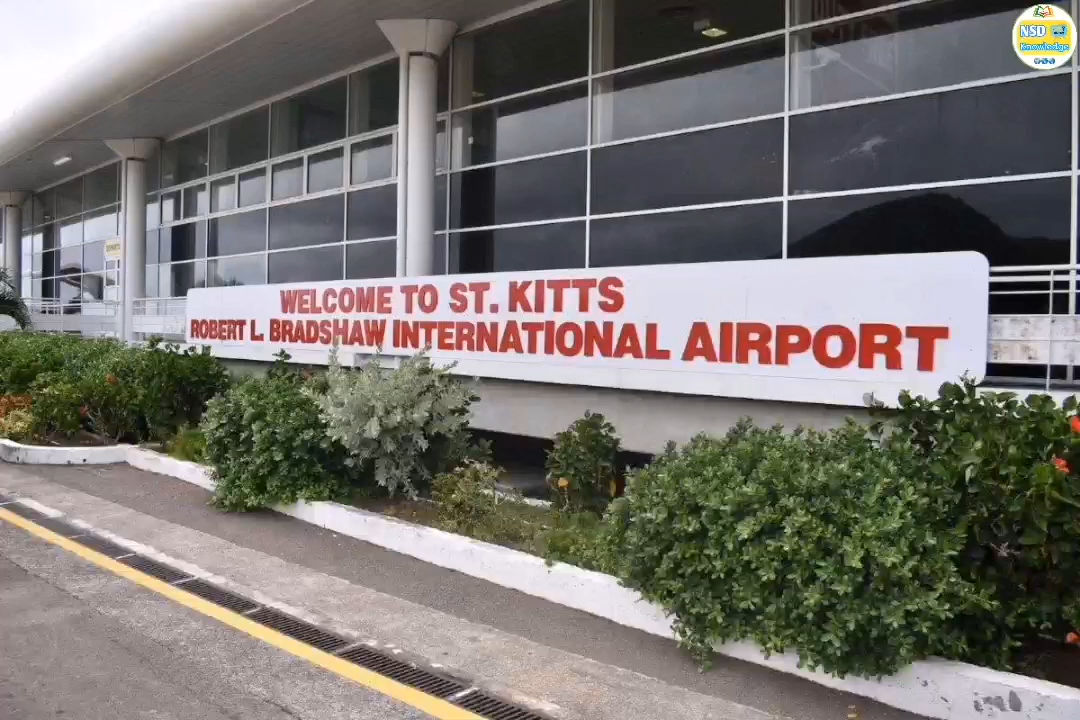 NSD
Knowledge
WELCOME TO ST. KITTS
ROBERT L. BRADSHAW INTERNATIONAL AIRPORT